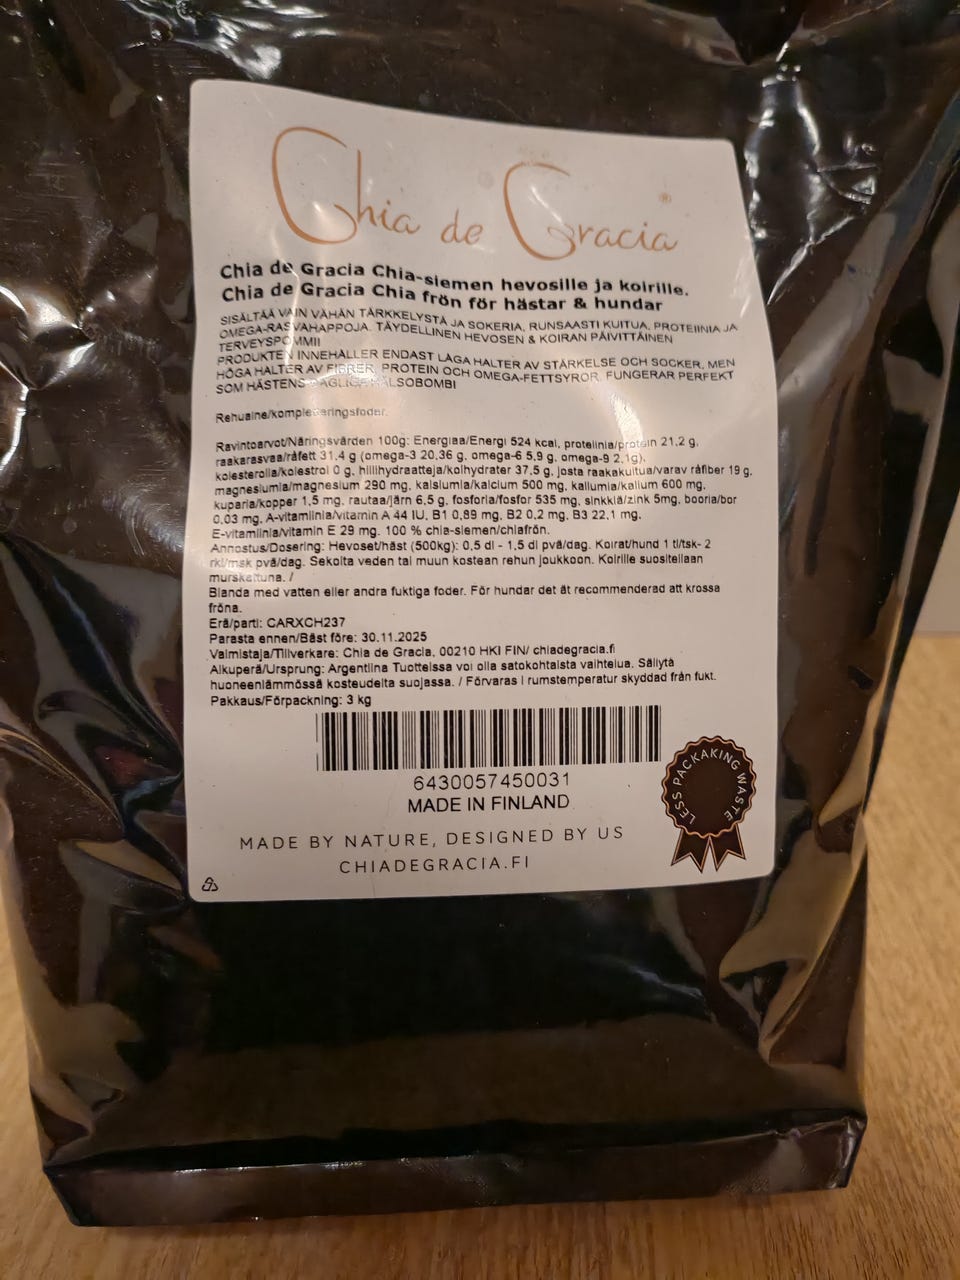 Chia de Gracia®
Chia de Gracia Chia-siemen hevosille ja koirille.
Chia de Gracia Chia frön för hästar & hundar
SISÄLTÄÄ VAIN VÄHÄN TÄRKKELYSTÄ JA SOKERIA, RUNSAASTI KUITUA, PROTEIINIA JA
OMEGA-RASVAHAPPOJA. TÄYDELLINEN HEVOSEN & KOIRAN PÄIVITTÄINEN
TERVEYSPOMMI!
PRODUKTEN INNEHÅLLER ENDAST LÅGA HALTER AV STÄRKELSE OCH SOCKER, MEN
HÖGA HALTER AV FIBRER, PROTEIN OCH OMEGA-FETTSYROR. FUNGERAR PERFEKT
SOM HÄSTENS DAGLIGA HÄLSOBOMB!
Rehuaine/kompletteringsfoder.
Ravintoarvot/Näringsvärden 100g: Energiaa/Energi 524 kcal, proteiinia/protein 21,2 g,
raakarasvaa/råfett 31,4 g (omega-3 20,36 g, omega-6 5,9 g, omega-9 2,1g),
kolesterolia/kolestrol 0 g, hiilihydraatteja/kolhydrater 37,5 g, josta raakakuitua/varav råfiber 19 g,
magnesiumia/magnesium 290 mg, kalsiumia/kalcium 500 mg, kaliumia/kalium 600 mg,
kuparia/kopper 1,5 mg, rautaa/järn 6,5 g, fosforia/fosfor 535 mg, sinkkiä/zink 5mg, booria/bor
0,03 mg, A-vitamiinia/vitamin A 44 IU, B1 0,89 mg, B2 0,2 mg, B3 22,1 mg,
E-vitamiinia/vitamin E 29 mg. 100 % chia-siemen/chiafrön.
Annostus/Dosering: Hevoset/häst (500kg): 0,5 dl - 1,5 dl pvä/dag. Koirat/hund 1 tl/tsk- 2
rkl/msk pvä/dag. Sekoita veden tai muun kostean rehun joukkoon. Koirille suositellaan
murskattuna. /
Blanda med vatten eller andra fuktiga foder. För hundar det är recommenderad att krossa
fröna.
Erä/parti: CARXCH237
Parasta ennen/Bäst före: 30.11.2025
Valmistaja/Tillverkare: Chia de Gracia, 00210 HKI FIN/ chiadegracia.fi
Alkuperä/Ursprung: Argentiina Tuotteissa voi olla satokohtaista vaihtelua. Säilytä
huoneenlämmössä kosteudelta suojassa. / Förvaras i rumstemperatur skyddad från fukt.
Pakkaus/Förpackning: 3 kg
6430057450031
MADE IN FINLAND
LESS PACKAKING WASTE
MADE BY NATURE, DESIGNED BY US
CHIADEGRACIA.FI